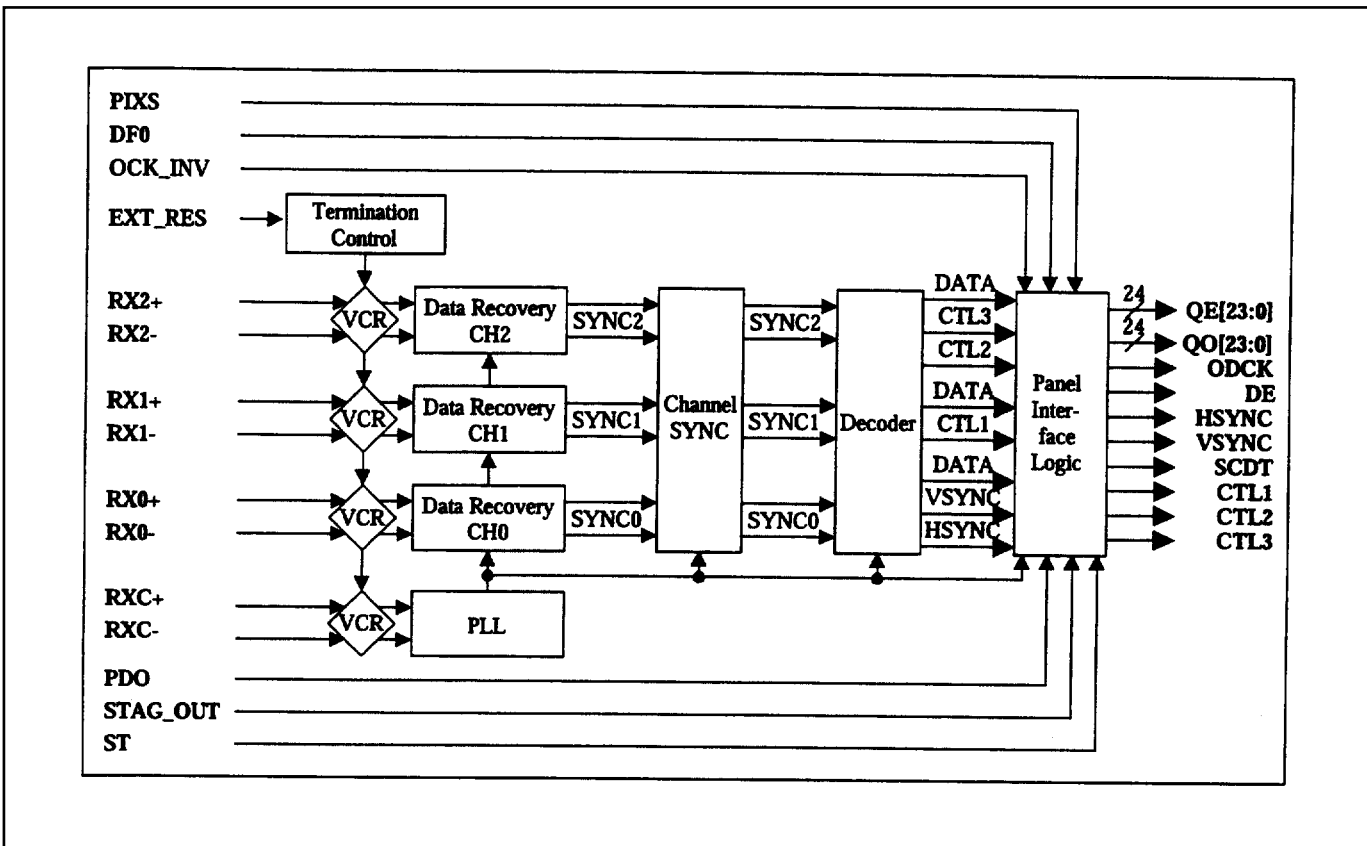 PIXS
DF0
OCK_INV
EXT_RES
Termination
Control
RX2+
RX2-
VCR
Data Recovery
CH2
SYNC2
SYNC2
DATA
CTL3
CTL2
RX1+
RX1-
VCR
Data Recovery
CH1
SYNC1
Channel
SYNC
SYNC1
Decoder
DATA
CTL1
RX0+
RX0-
VCR
Data Recovery
CH0
SYNC0
SYNC0
DATA
VSYNC
HSYNC
RXC+
RXC-
VCR
PLL
PDO
STAG_OUT
ST
Panel
Inter-
face
Logic
24
QE[23:0]
24
QO[23:0]
ODCK
DE
HSYNC
VSYNC
SCDT
CTL1
CTL2
CTL3